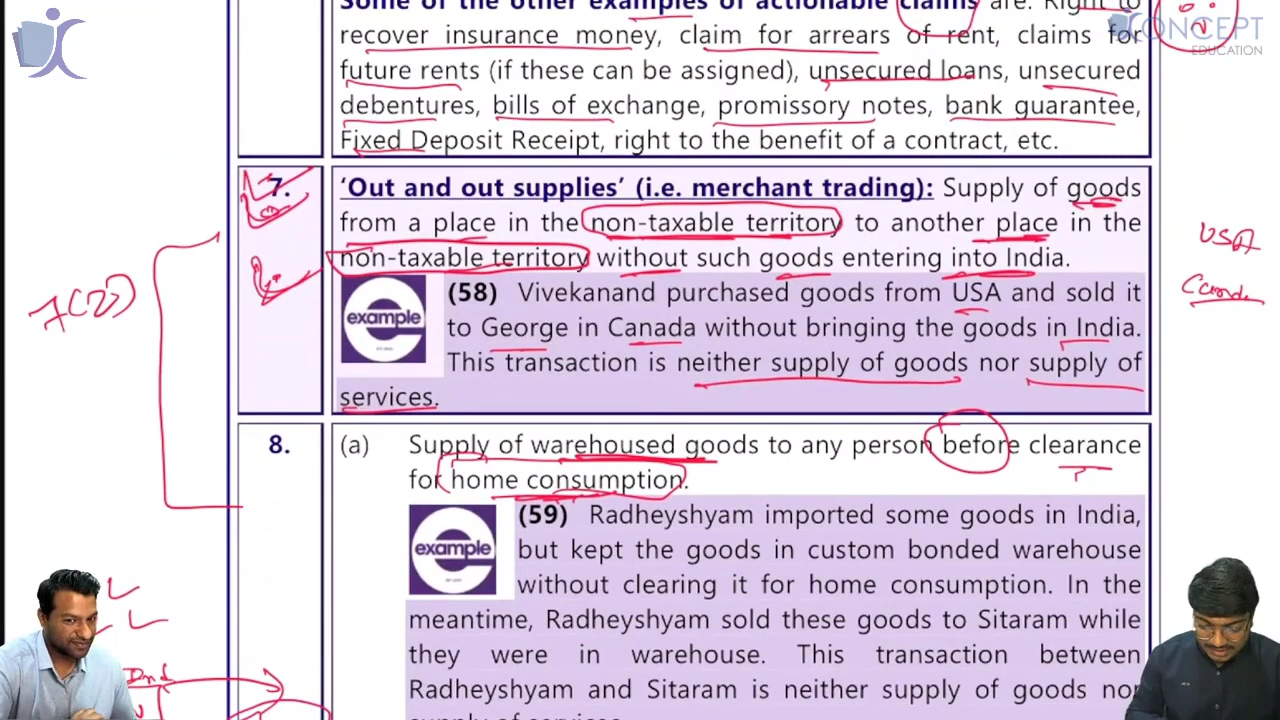 Some of the other examples of actionable claims are: Right to
recover insurance money, claim for arrears of rent, claims for
future rents (if these can be assigned), unsecured loans, unsecured
debentures, bills of exchange, promissory notes, bank guarantee,
Fixed Deposit Receipt, right to the benefit of a contract, etc.
CONCEPT
EDUCATION
7.
'Out and out supplies' (i.e. merchant trading): Supply of goods
from a place in the non-taxable territory to another place in the
non-taxable territory without such goods entering into India.
USA
7(2)
example
(58) Vivekanand purchased goods from USA and sold it
to George in Canada without bringing the goods in India.
This transaction is neither supply of goods nor supply of
services.
8.
(a) Supply of warehoused goods to any person before clearance
for home consumption.
example
(59) Radheyshyam imported some goods in India,
but kept the goods in custom bonded warehouse
without clearing it for home consumption. In the
meantime, Radheyshyam sold these goods to Sitaram while
they were in warehouse. This transaction between
Radheyshyam and Sitaram is neither supply of goods nor
supply of services.